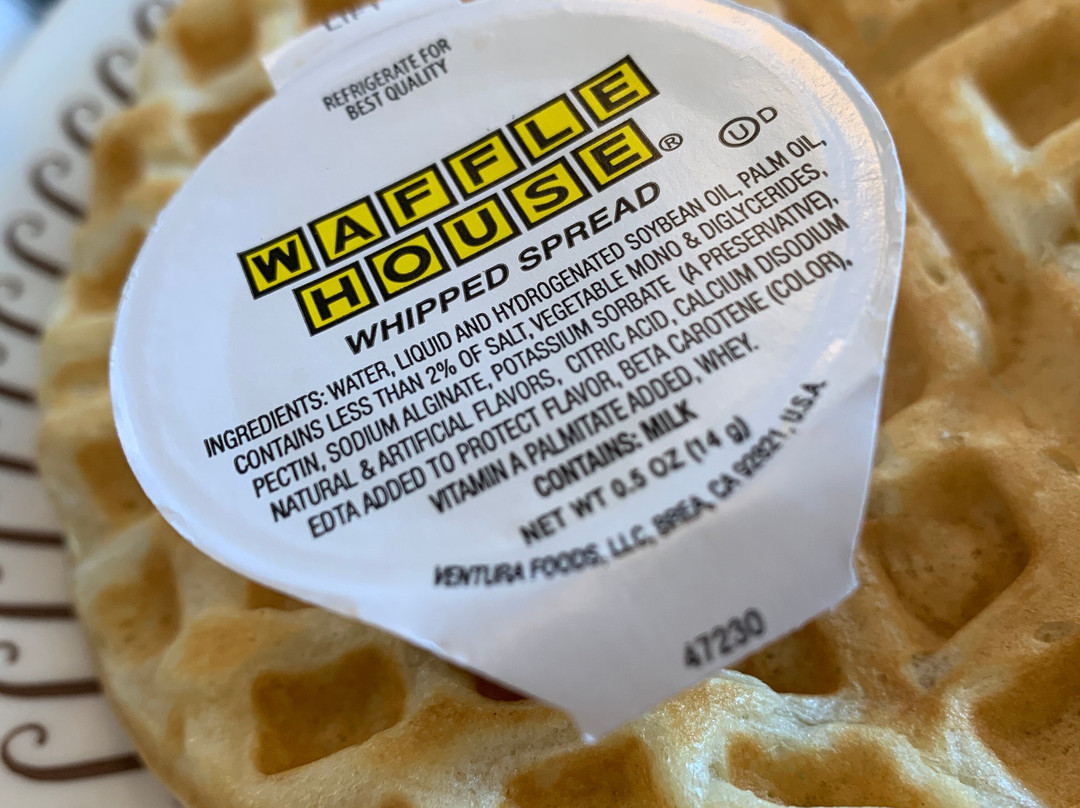 REFRIGERATE FOR
BEST QUALITY
WAFFLE
HOUSE®
U D
WHIPPED SPREAD
INGREDIENTS: WATER, LIQUID AND HYDROGENATED SOYBEAN OIL, PALM OIL,
CONTAINS LESS THAN 2% OF SALT, VEGETABLE MONO & DIGLYCERIDES,
PECTIN, SODIUM ALGINATE, POTASSIUM SORBATE (A PRESERVATIVE),
NATURAL & ARTIFICIAL FLAVORS, CITRIC ACID, CALCIUM DISODIUM
EDTA ADDED TO PROTECT FLAVOR, BETA CAROTENE (COLOR),
VITAMIN A PALMITATE ADDED, WHEY.
CONTAINS: MILK
NET WT 0.5 OZ (14 g)
VENTURA FOODS, LLC, BREA, CA 92821, U.S.A.
47230